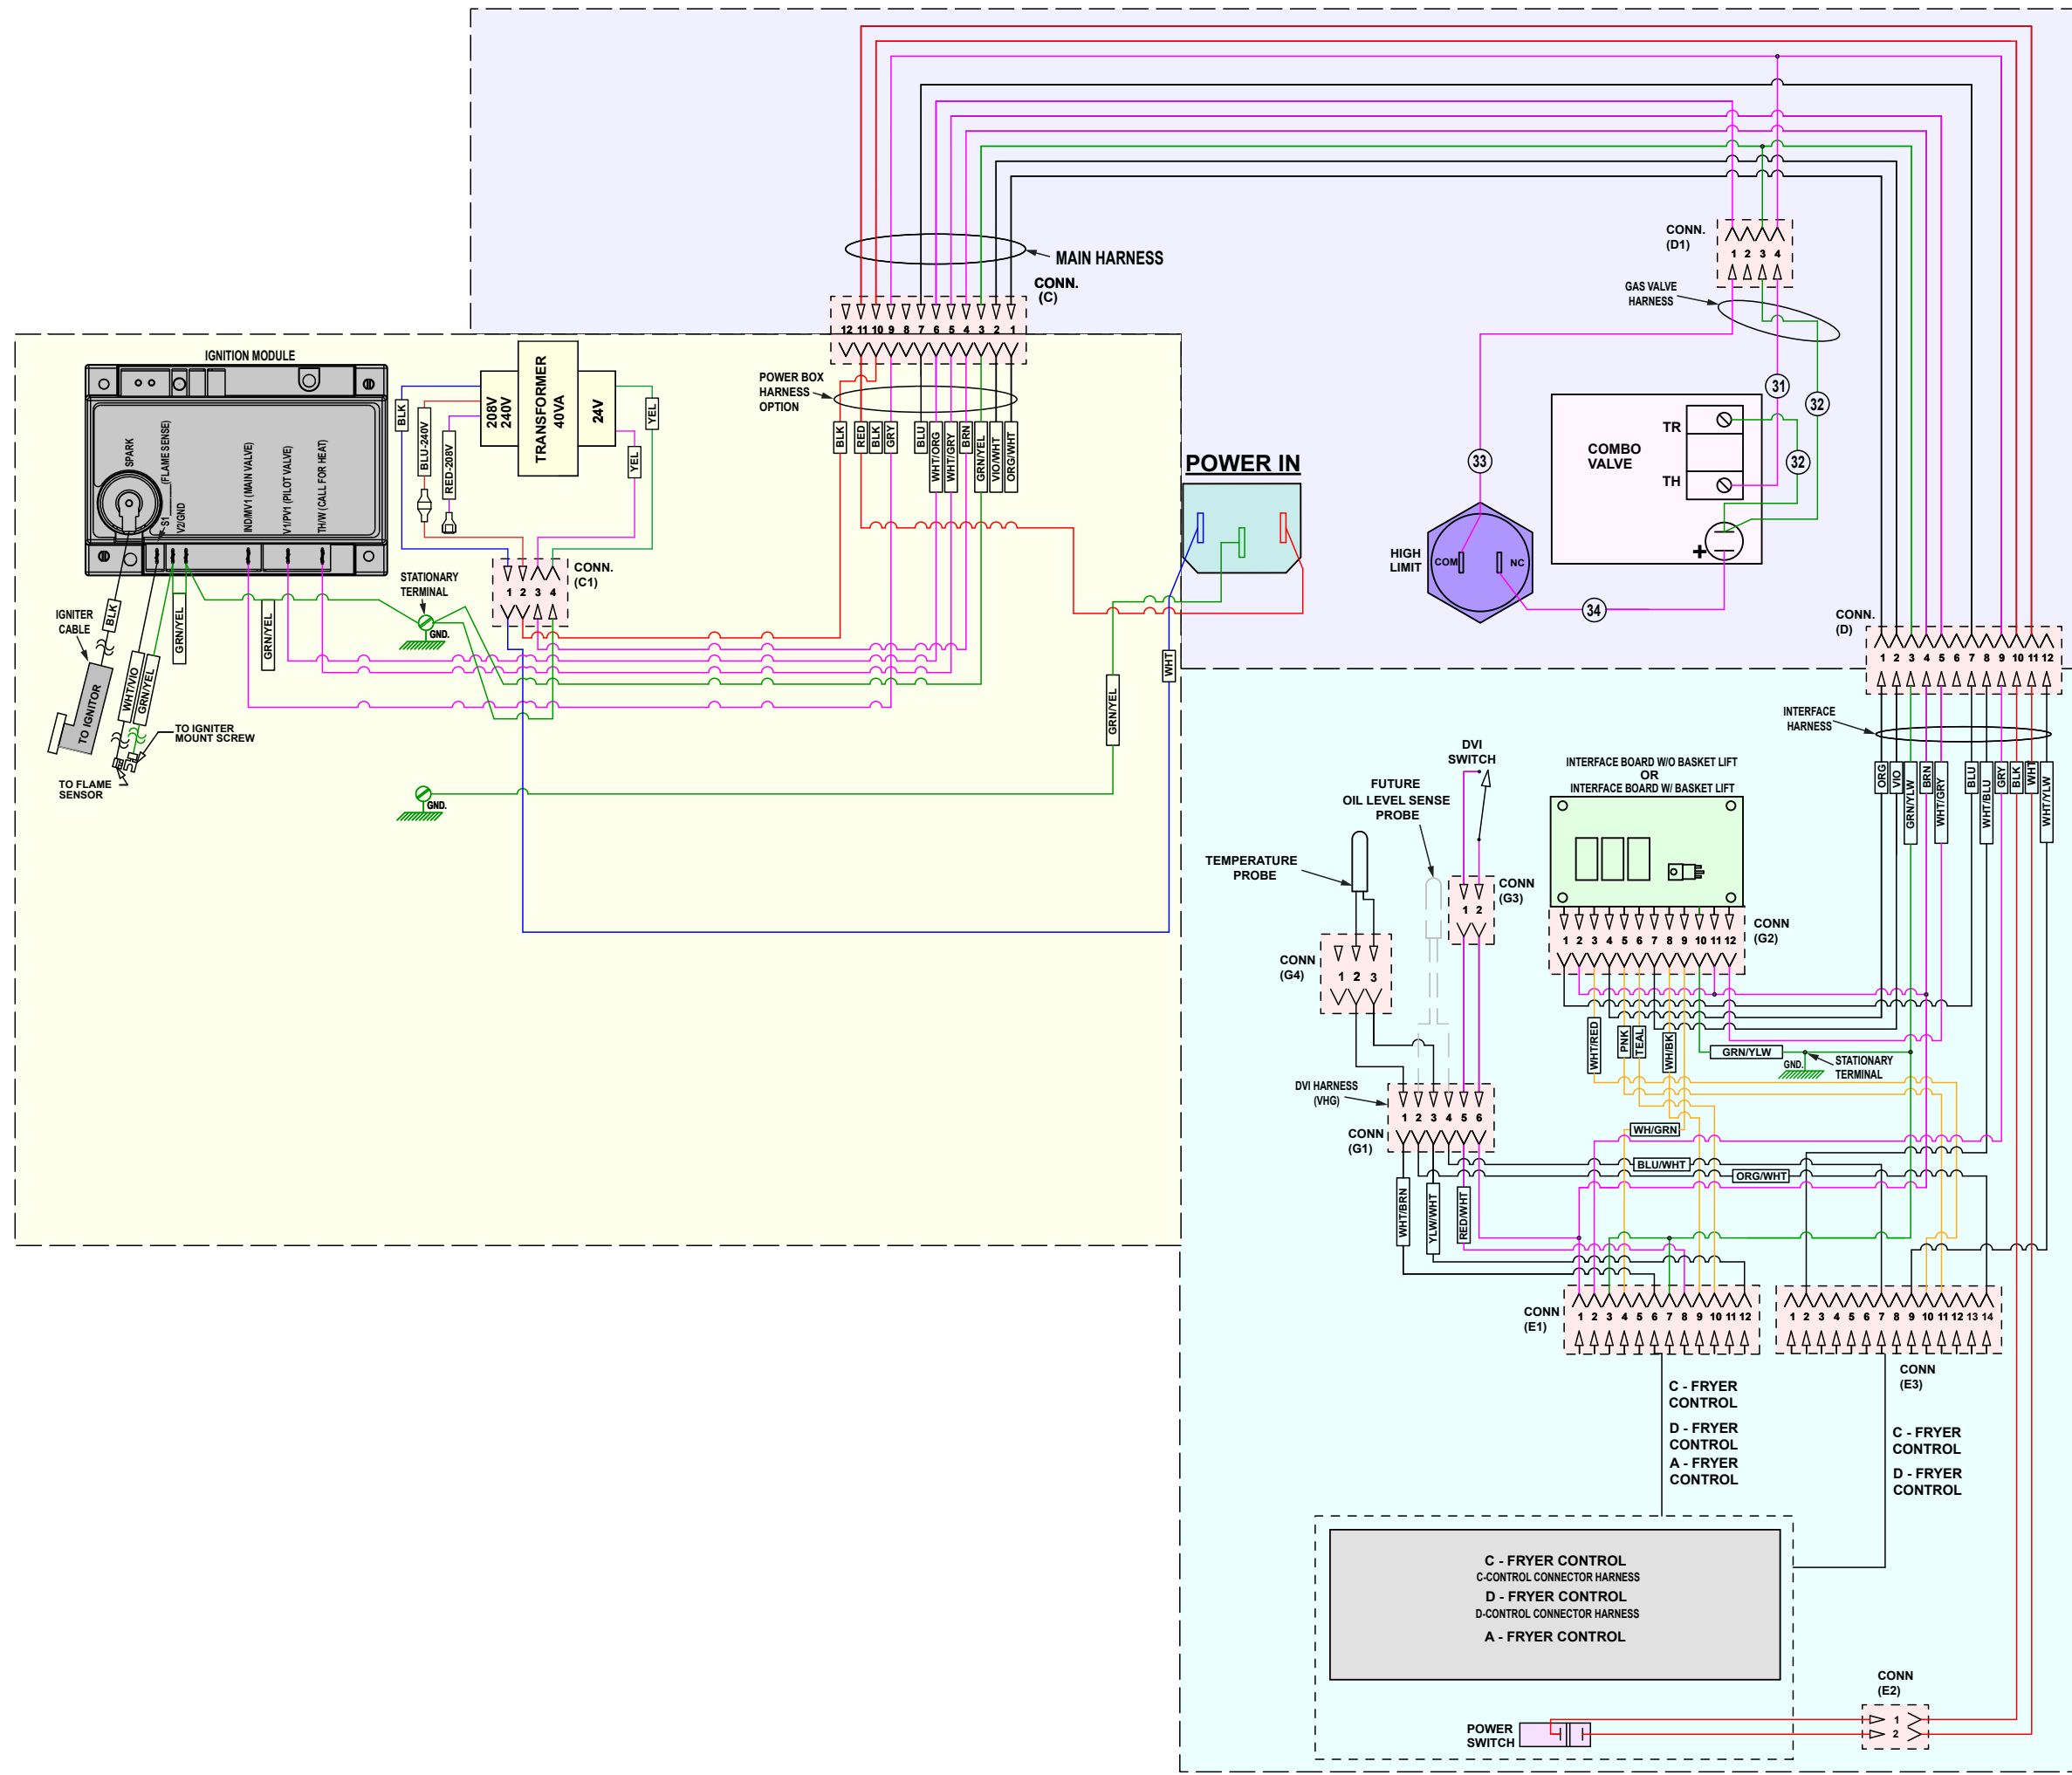 MAIN HARNESS
CONN.
(C)
12 11 10 9 8 7 6 5 4 3 2 1
POWER BOX
HARNESS
OPTION
BLK
RED
BLK
GRY
BLU
WHT/ORG
WHT/GRY
BRN
GRN/YEL
VIO/WHT
ORG/WHT
CONN.
(D1)
1 2 3 4
GAS VALVE
HARNESS
31
32
33
32
34
COMBO
VALVE
TR
TH
+
HIGH
LIMIT
COM
NC
POWER IN
IGNITION MODULE
SPARK
S1 (FLAME SENSE)
V2/GND
IND/MV1 (MAIN VALVE)
V1/PV1 (PILOT VALVE)
TH/W (CALL FOR HEAT)
BLK
BLU-240V
RED-208V
208V
240V
TRANSFORMER
40VA
24V
YEL
YEL
CONN.
(C1)
1 2 3 4
STATIONARY
TERMINAL
GND.
IGNITER
CABLE
BLK
GRN/YEL
GRN/YEL
WHT/VIO
GRN/YEL
TO IGNITOR
TO IGNITER
MOUNT SCREW
TO FLAME
SENSOR
GND.
GRN/YEL
WHT
CONN.
(D)
1 2 3 4 5 6 7 8 9 10 11 12
INTERFACE
HARNESS
ORG
VIO
GRN/YLW
BRN
WHT/GRY
BLU
WHT/BLU
GRY
BLK
WHT
WHT/YLW
DVI
SWITCH
FUTURE
OIL LEVEL SENSE
PROBE
TEMPERATURE
PROBE
INTERFACE BOARD W/O BASKET LIFT
OR
INTERFACE BOARD W/ BASKET LIFT
CONN
(G3)
1 2
CONN
(G2)
1 2 3 4 5 6 7 8 9 10 11 12
CONN
(G4)
1 2 3
WHT/RED
PNK
TEAL
WH/BK
GRN/YLW
GND.
STATIONARY
TERMINAL
DVI HARNESS
(VHG)
1 2 3 4 5 6
CONN
(G1)
WH/GRN
BLU/WHT
ORG/WHT
WHT/BRN
YLW/WHT
RED/WHT
CONN
(E1)
1 2 3 4 5 6 7 8 9 10 11 12
1 2 3 4 5 6 7 8 9 10 11 12 13 14
CONN
(E3)
C - FRYER
CONTROL
D - FRYER
CONTROL
A - FRYER
CONTROL
C - FRYER
CONTROL
D - FRYER
CONTROL
C - FRYER CONTROL
C-CONTROL CONNECTOR HARNESS
D - FRYER CONTROL
D-CONTROL CONNECTOR HARNESS
A - FRYER CONTROL
CONN
(E2)
1
2
POWER
SWITCH